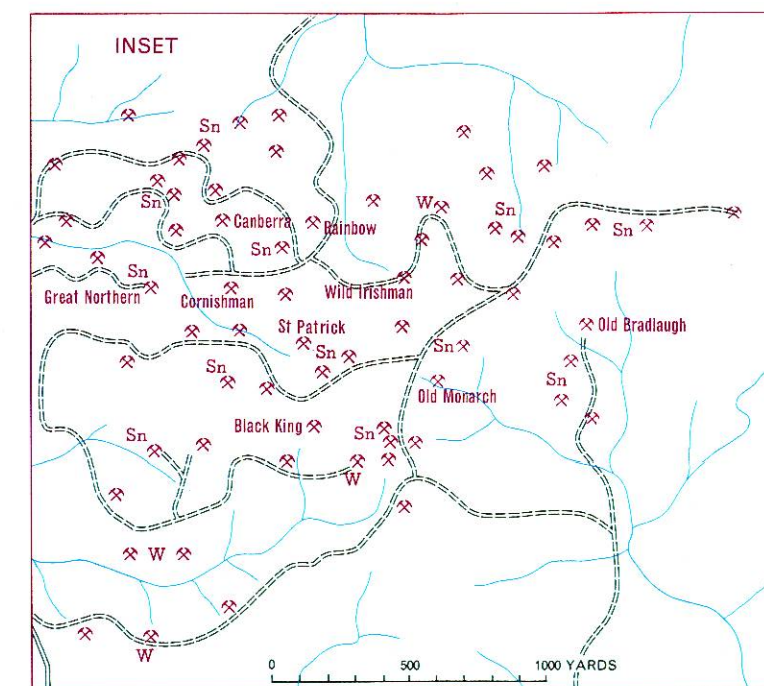 INSET
Sn
Sn
W
Sn
Canberra
Rainbow
Sn
Sn
Sn
Great Northern
Cornishman
Wild Irishman
St Patrick
Sn
Sn
Old Bradlaugh
Sn
Old Monarch
Sn
Black King
Sn
Sn
W
W
W
0 500 1000 YARDS